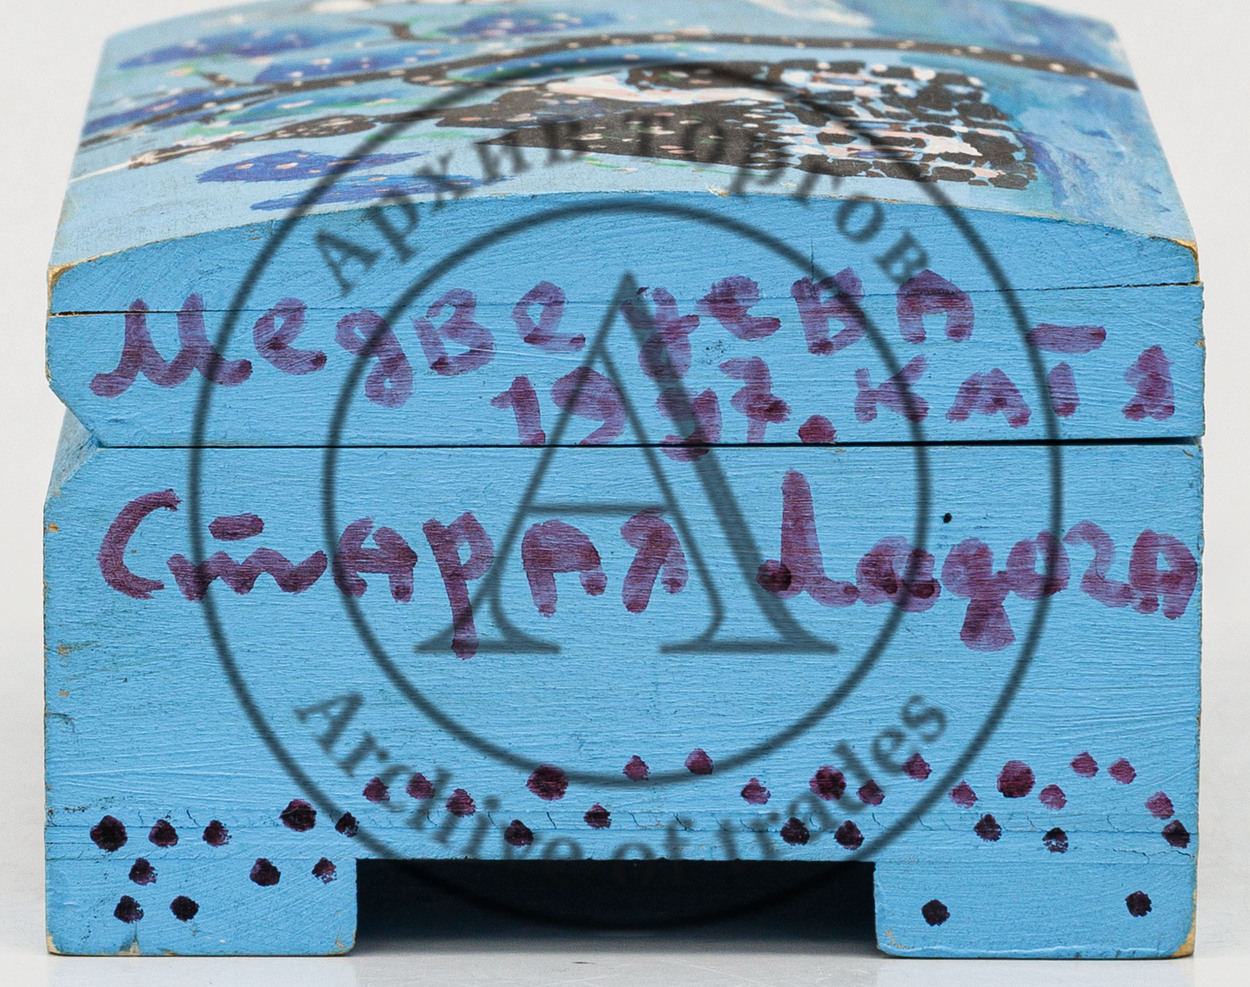 Медведева
1997. Катя
Старая Ладога
Архив торгов
A
Archive of Trades